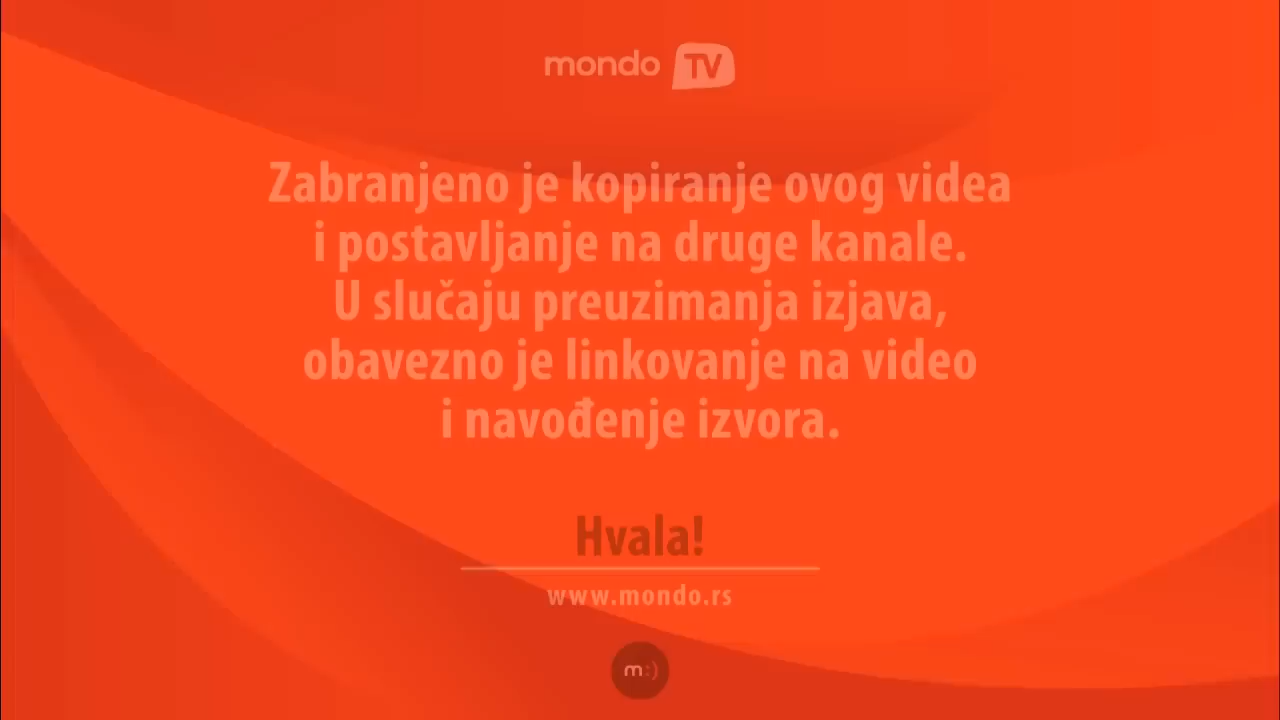 mondo TV
Zabranjeno je kopiranje ovog videa
i postavljanje na druge kanale.
U slučaju preuzimanja izjava,
obavezno je linkovanje na video
i navođenje izvora.
Hvala!
www.mondo.rs
m:)